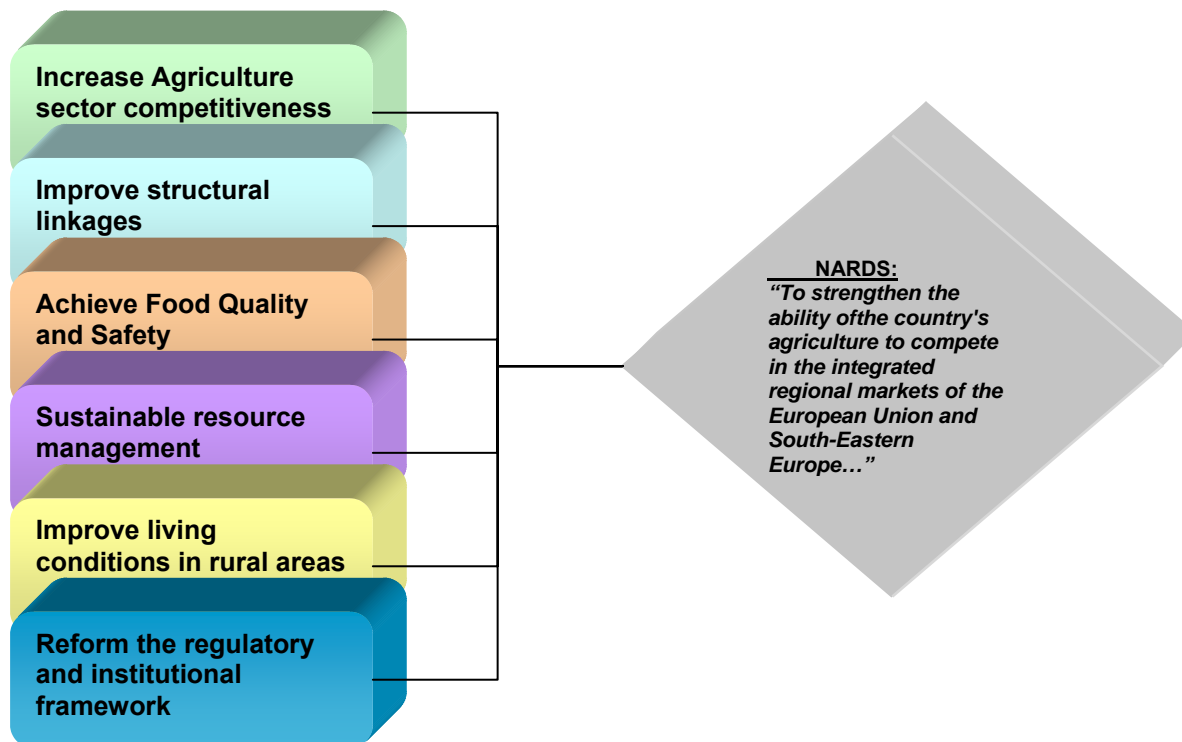 Increase Agriculture
sector competitiveness
Improve structural
linkages
Achieve Food Quality
and Safety
Sustainable resource
management
Improve living
conditions in rural areas
Reform the regulatory
and institutional
framework
NARDS:
“To strengthen the
ability ofthe country's
agriculture to compete
in the integrated
regional markets of the
European Union and
South-Eastern
Europe…”